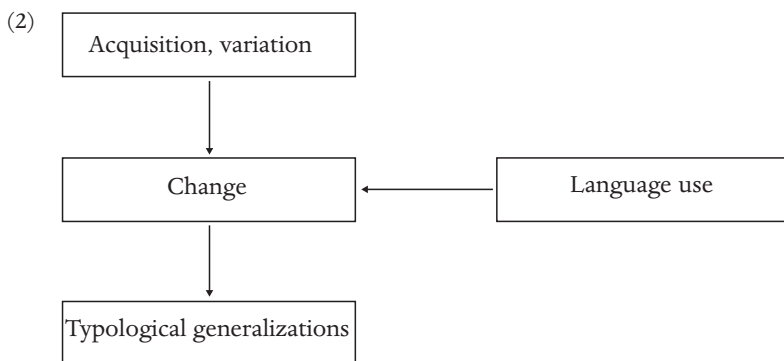 (2)
Acquisition, variation
Change
Language use
Typological generalizations